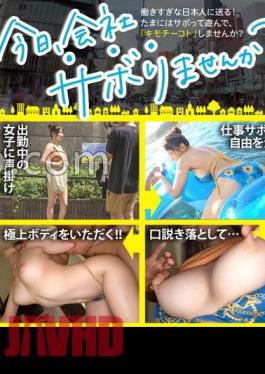 働きすぎな日本人に送る!
たまにはサボって遊んで、
「キモチーコト」しませんか?
今日、会社
サボりませんか
出勤中の
女子に声掛け
.com
仕事サボ
自由を
極上ボディをいただく!!
口説き落として…
JAVHD